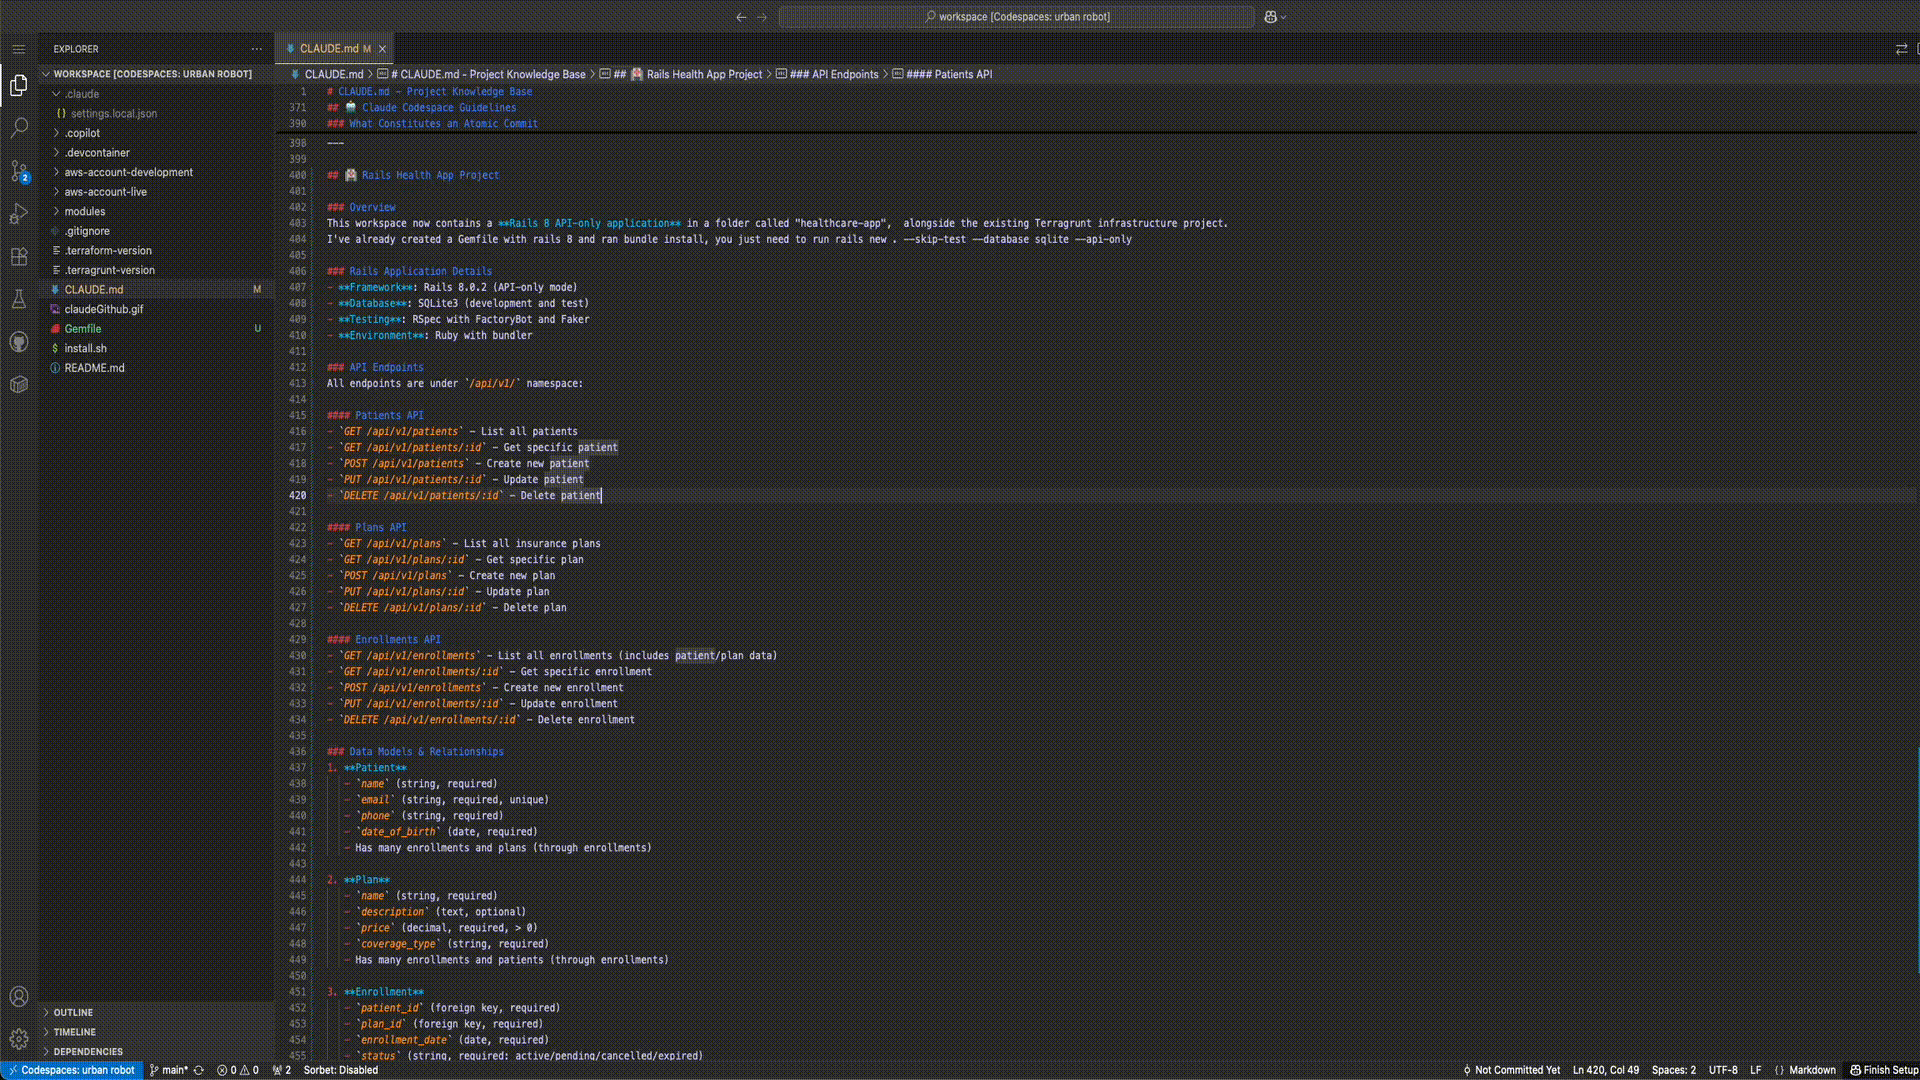 workspace [Codespaces: urban robot]
EXPLORER
WORKSPACE [CODESPACES: URBAN ROBOT]
.claude
settings.local.json
.copilot
.devcontainer
aws-account-development
aws-account-live
modules
.gitignore
.terraform-version
.terragrunt-version
CLAUDE.md M
claudeGithub.gif
Gemfile U
install.sh
README.md
OUTLINE
TIMELINE
DEPENDENCIES
2
CLAUDE.md M
CLAUDE.md > # CLAUDE.md - Project Knowledge Base > ## 🏥 Rails Health App Project > ### API Endpoints > #### Patients API
1 # CLAUDE.md - Project Knowledge Base
371 ## Claude Codespace Guidelines
390 ### What Constitutes an Atomic Commit
398 ---
399
400 ## 🏥 Rails Health App Project
401
402 ### Overview
403 This workspace now contains a **Rails 8 API-only application** in a folder called "healthcare-app",  alongside the existing Terragrunt infrastructure project.
404 I've already created a Gemfile with rails 8 and ran bundle install, you just need to run rails new . --skip-test --database sqlite --api-only
405
406 ### Rails Application Details
407 - **Framework**: Rails 8.0.2 (API-only mode)
408 - **Database**: SQLite3 (development and test)
409 - **Testing**: RSpec with FactoryBot and Faker
410 - **Environment**: Ruby with bundler
411
412 ### API Endpoints
413 All endpoints are under `/api/v1/` namespace:
414
415 #### Patients API
416 - `GET /api/v1/patients` - List all patients
417 - `GET /api/v1/patients/:id` - Get specific patient
418 - `POST /api/v1/patients` - Create new patient
419 - `PUT /api/v1/patients/:id` - Update patient
420 - `DELETE /api/v1/patients/:id` - Delete patient
421
422 #### Plans API
423 - `GET /api/v1/plans` - List all insurance plans
424 - `GET /api/v1/plans/:id` - Get specific plan
425 - `POST /api/v1/plans` - Create new plan
426 - `PUT /api/v1/plans/:id` - Update plan
427 - `DELETE /api/v1/plans/:id` - Delete plan
428
429 #### Enrollments API
430 - `GET /api/v1/enrollments` - List all enrollments (includes patient/plan data)
431 - `GET /api/v1/enrollments/:id` - Get specific enrollment
432 - `POST /api/v1/enrollments` - Create new enrollment
433 - `PUT /api/v1/enrollments/:id` - Update enrollment
434 - `DELETE /api/v1/enrollments/:id` - Delete enrollment
435
436 ### Data Models & Relationships
437 1. **Patient**
438 - `name` (string, required)
439 - `email` (string, required, unique)
440 - `phone` (string, required)
441 - `date_of_birth` (date, required)
442 - Has many enrollments and plans (through enrollments)
443
444 2. **Plan**
445 - `name` (string, required)
446 - `description` (text, optional)
447 - `price` (decimal, required, > 0)
448 - `coverage_type` (string, required)
449 - Has many enrollments and patients (through enrollments)
450
451 3. **Enrollment**
452 - `patient_id` (foreign key, required)
453 - `plan_id` (foreign key, required)
454 - `enrollment_date` (date, required)
455 - `status` (string, required: active/pending/cancelled/expired)
Codespaces: urban robot main* 0 0 2 Sorbet: Disabled Not Committed Yet Ln 420, Col 49 Spaces: 2 UTF-8 LF {} Markdown Finish Setup